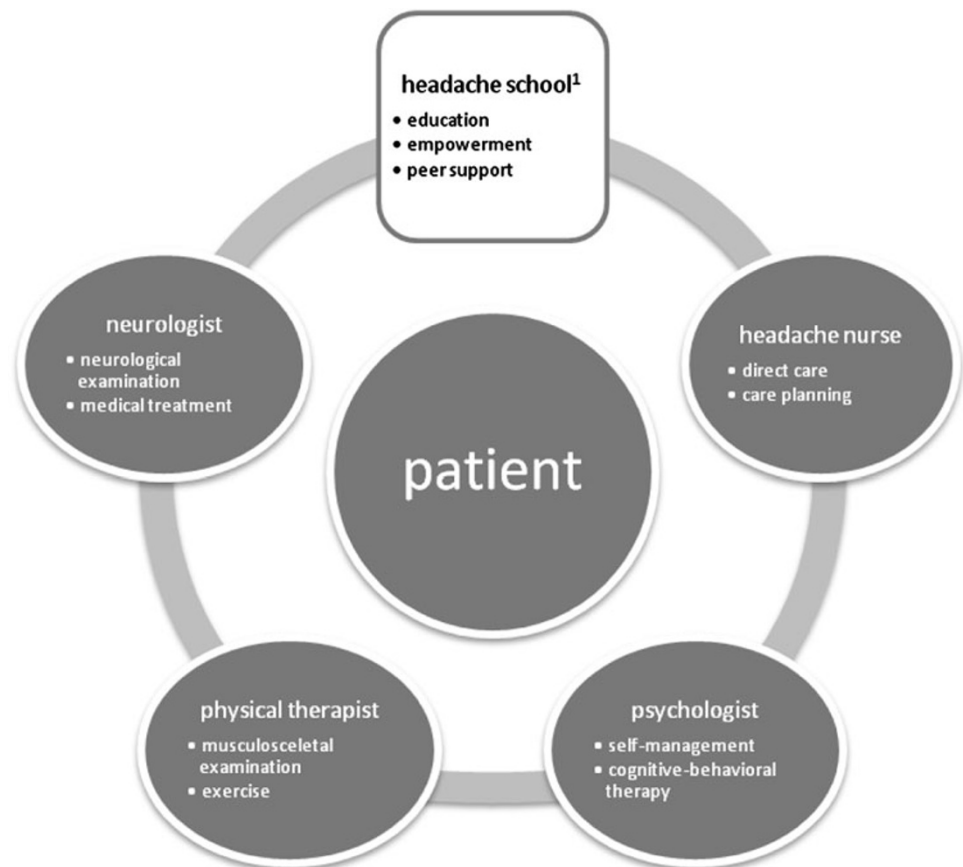 headache school¹
• education
• empowerment
• peer support
neurologist
▪ neurological
examination
▪ medical treatment
headache nurse
▪ direct care
▪ care planning
patient
physical therapist
▪ musculosceletal
examination
▪ exercise
psychologist
▪ self-management
▪ cognitive-behavioral
therapy